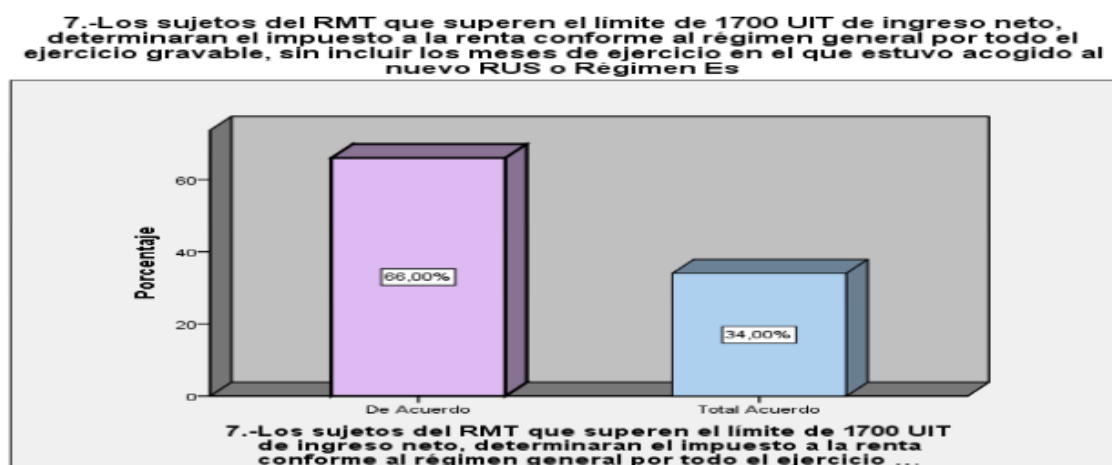 7.-Los sujetos del RMT que superen el límite de 1700 UIT de ingreso neto,
determinaran el impuesto a la renta conforme al régimen general por todo el
ejercicio gravable, sin incluir los meses de ejercicio en el que estuvo acogido al
nuevo RUS o Régimen Es
Porcentaje
60
40
20
0
66,00%
34,00%
De Acuerdo
Total Acuerdo
7.-Los sujetos del RMT que superen el límite de 1700 UIT
de ingreso neto, determinaran el impuesto a la renta
conforme al régimen general por todo el ejercicio ...